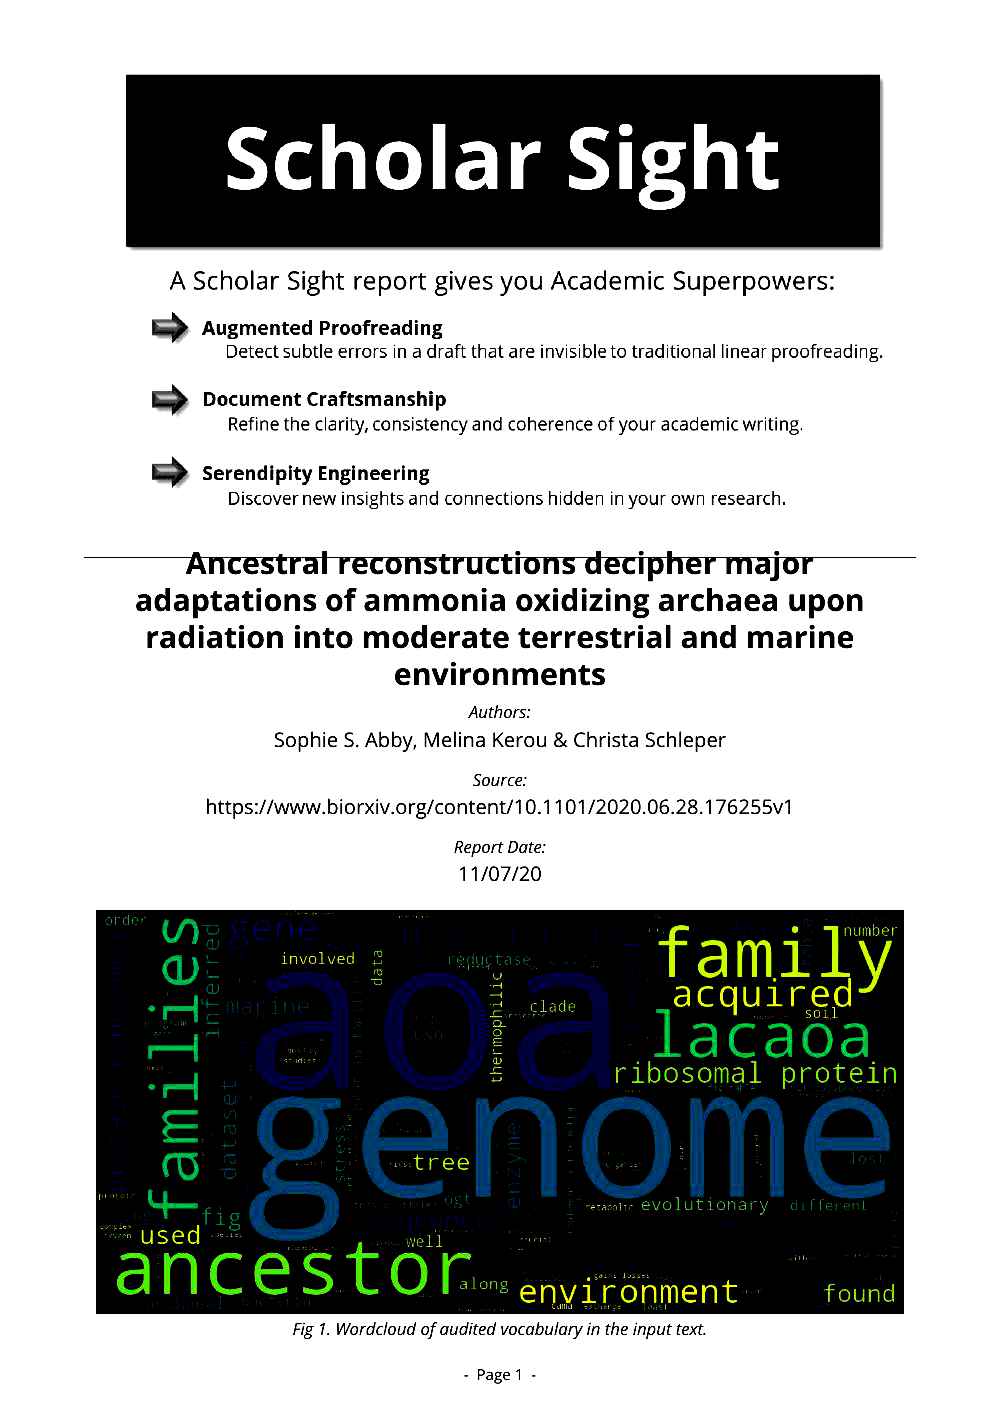 Scholar Sight
A Scholar Sight report gives you Academic Superpowers:
Augmented Proofreading
Detect subtle errors in a draft that are invisible to traditional linear proofreading.
Document Craftsmanship
Refine the clarity, consistency and coherence of your academic writing.
Serendipity Engineering
Discover new insights and connections hidden in your own research.
Ancestral reconstructions decipher major
adaptations of ammonia oxidizing archaea upon
radiation into moderate terrestrial and marine
environments
Authors:
Sophie S. Abby, Melina Kerou & Christa Schleper
Source:
https://www.biorxiv.org/content/10.1101/2020.06.28.176255v1
Report Date:
11/07/20
order
families
inferred
gene
involved
data
reductase
family
number
acquired
marine
thermophilic
clade
soil
aoa
lacaoa
ribosomal protein
genome
dataset
stress
tree
enzyme
lost
ogt
metabolic
evolutionary
different
fig
used
well
ancestor
along
environment
found
Fig 1. Wordcloud of audited vocabulary in the input text.
- Page 1 -